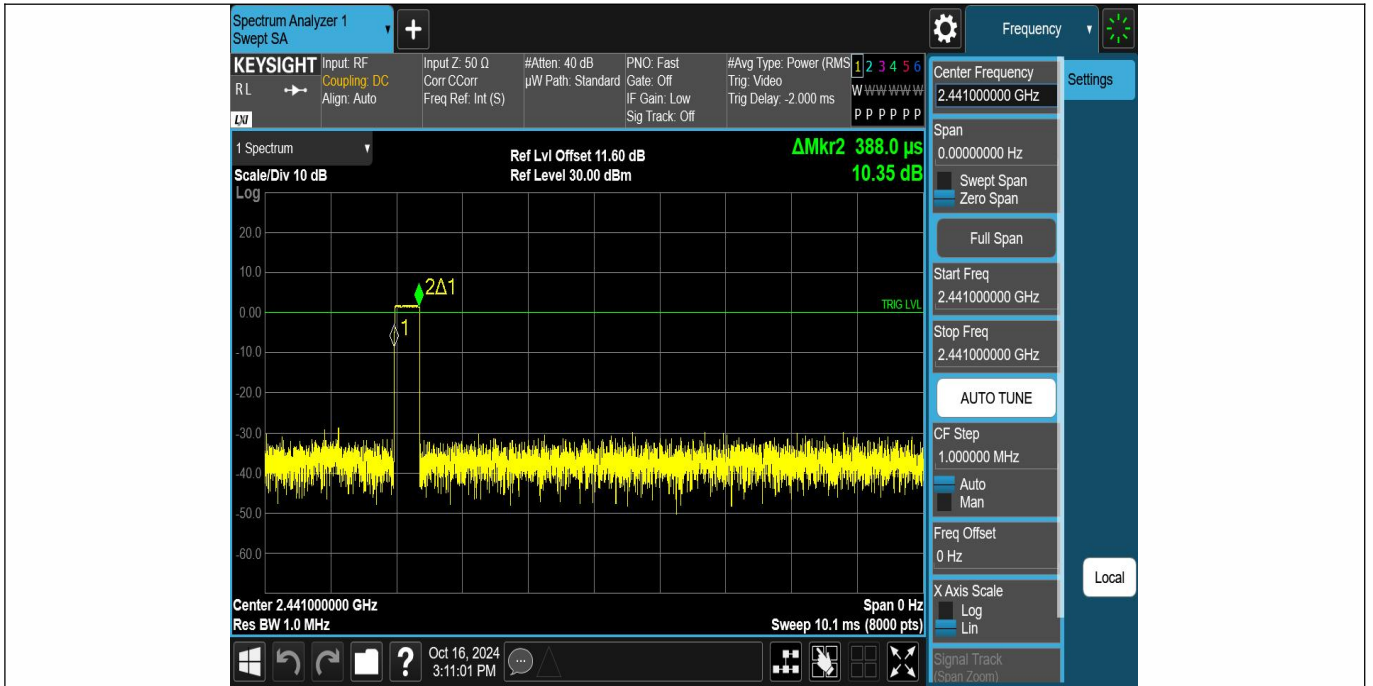 Spectrum Analyzer 1
Swept SA
+
Frequency
KEYSIGHT
RL
LXI
Input: RF
Coupling: DC
Align: Auto
Input Z: 50 Ω
Corr CCorr
Freq Ref: Int (S)
#Atten: 40 dB
µW Path: Standard
PNO: Fast
Gate: Off
IF Gain: Low
Sig Track: Off
#Avg Type: Power (RMS
Trig: Video
Trig Delay: -2.000 ms
1 2 3 4 5 6
W W W W W W
P P P P P P
1 Spectrum
Scale/Div 10 dB
Ref Lvl Offset 11.60 dB
Ref Level 30.00 dBm
ΔMkr2 388.0 µs
10.35 dB
Log
20.0
10.0
0.00
-10.0
-20.0
-30.0
-40.0
-50.0
-60.0
2Δ1
1
TRIG LVL
Center 2.441000000 GHz
Res BW 1.0 MHz
Span 0 Hz
Sweep 10.1 ms (8000 pts)
?
Oct 16, 2024
3:11:01 PM
Center Frequency
2.441000000 GHz
Settings
Span
0.00000000 Hz
Swept Span
Zero Span
Full Span
Start Freq
2.441000000 GHz
Stop Freq
2.441000000 GHz
AUTO TUNE
CF Step
1.000000 MHz
Auto
Man
Freq Offset
0 Hz
Local
X Axis Scale
Log
Lin
Signal Track
(Span Zoom)